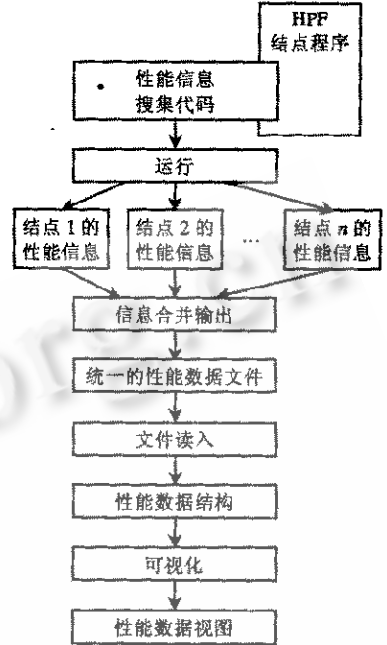 HPF
结点程序
性能信息
搜集代码
运行
结点 1 的
性能信息
结点 2 的
性能信息
...
结点 n 的
性能信息
信息合并输出
统一的性能数据文件
文件读入
性能数据结构
可视化
性能数据视图